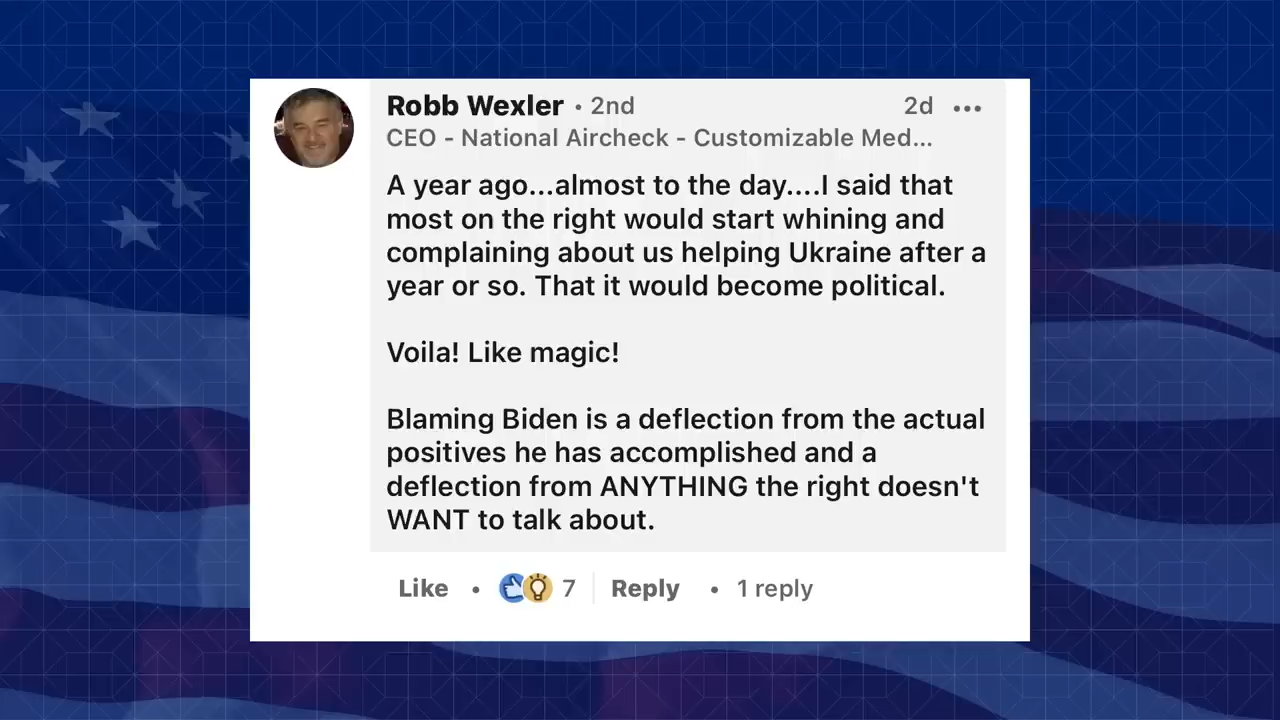 Robb Wexler • 2nd 2d •••
CEO - National Aircheck - Customizable Med...
A year ago...almost to the day....I said that
most on the right would start whining and
complaining about us helping Ukraine after a
year or so. That it would become political.
Voila! Like magic!
Blaming Biden is a deflection from the actual
positives he has accomplished and a
deflection from ANYTHING the right doesn't
WANT to talk about.
Like • 7 Reply • 1 reply